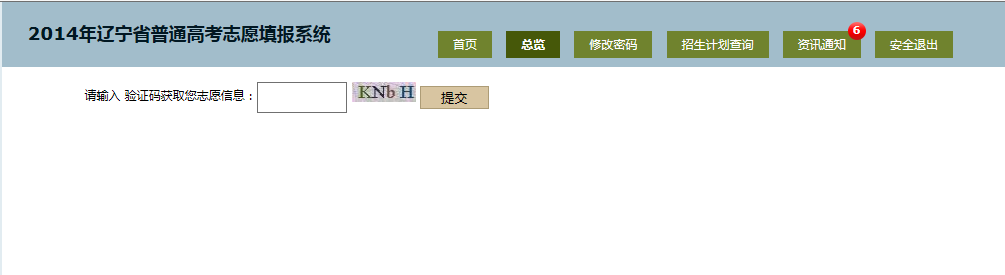 2014年辽宁省普通高考志愿填报系统
首页 总览 修改密码 招生计划查询 资讯通知 6 安全退出
请输入 验证码获取您志愿信息： KNbH 提交